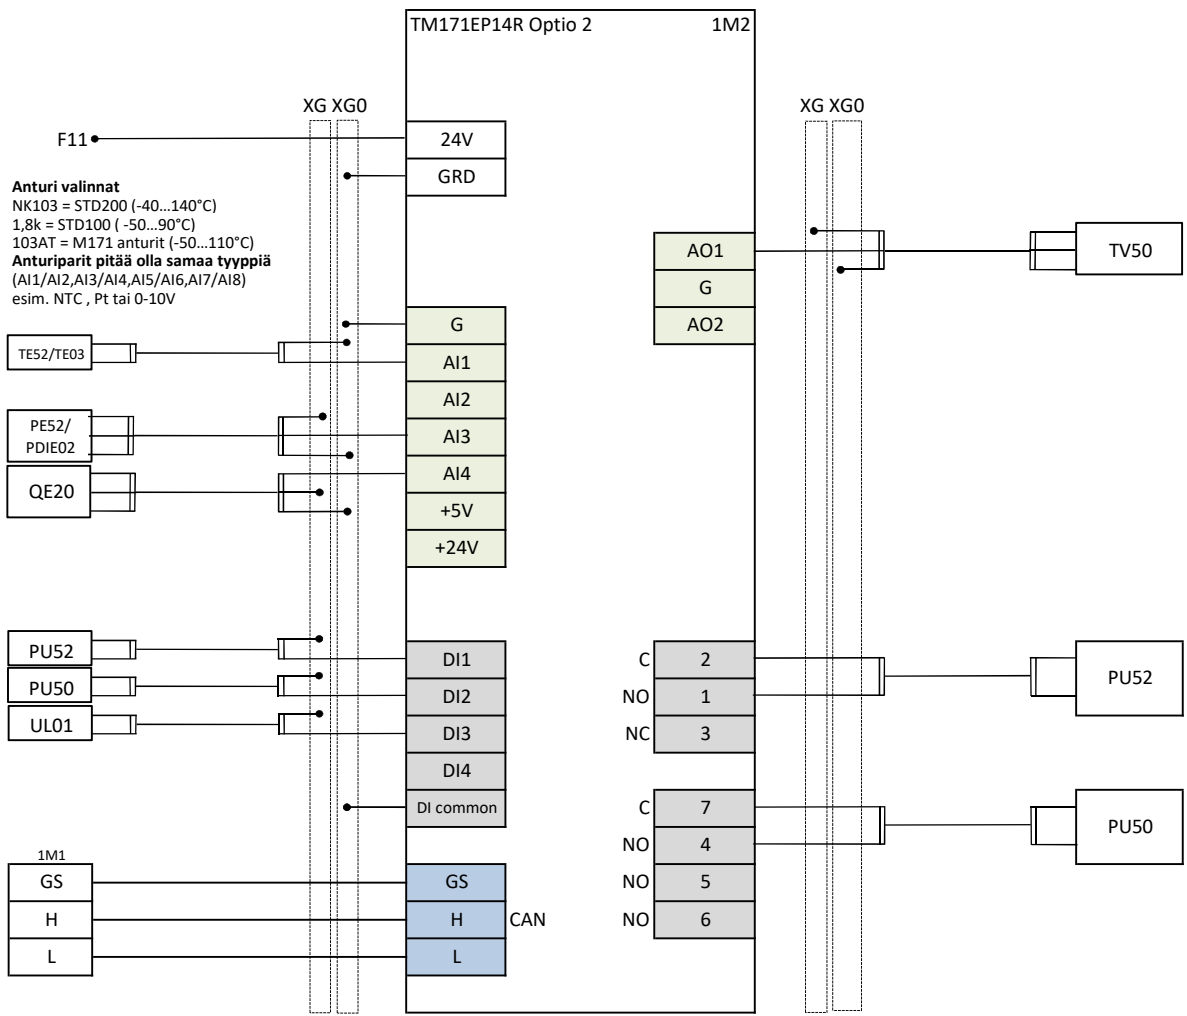 TM171EP14R Optio 2
1M2
XG XG0
XG XG0
F11
24V
GRD
Anturi valinnat
NK103 = STD200 (-40...140°C)
1,8k = STD100 ( -50...90°C)
103AT = M171 anturit (-50...110°C)
Anturiparit pitää olla samaa tyyppiä
(AI1/AI2,AI3/AI4,AI5/AI6,AI7/AI8)
esim. NTC , Pt tai 0-10V
AO1
G
AO2
TV50
TE52/TE03
PE52/
PDIE02
QE20
G
AI1
AI2
AI3
AI4
+5V
+24V
PU52
PU50
UL01
DI1
DI2
DI3
DI4
DI common
C 2
NO 1
NC 3
PU52
C 7
NO 4
NO 5
NO 6
PU50
1M1
GS
H
L
GS
H CAN
L